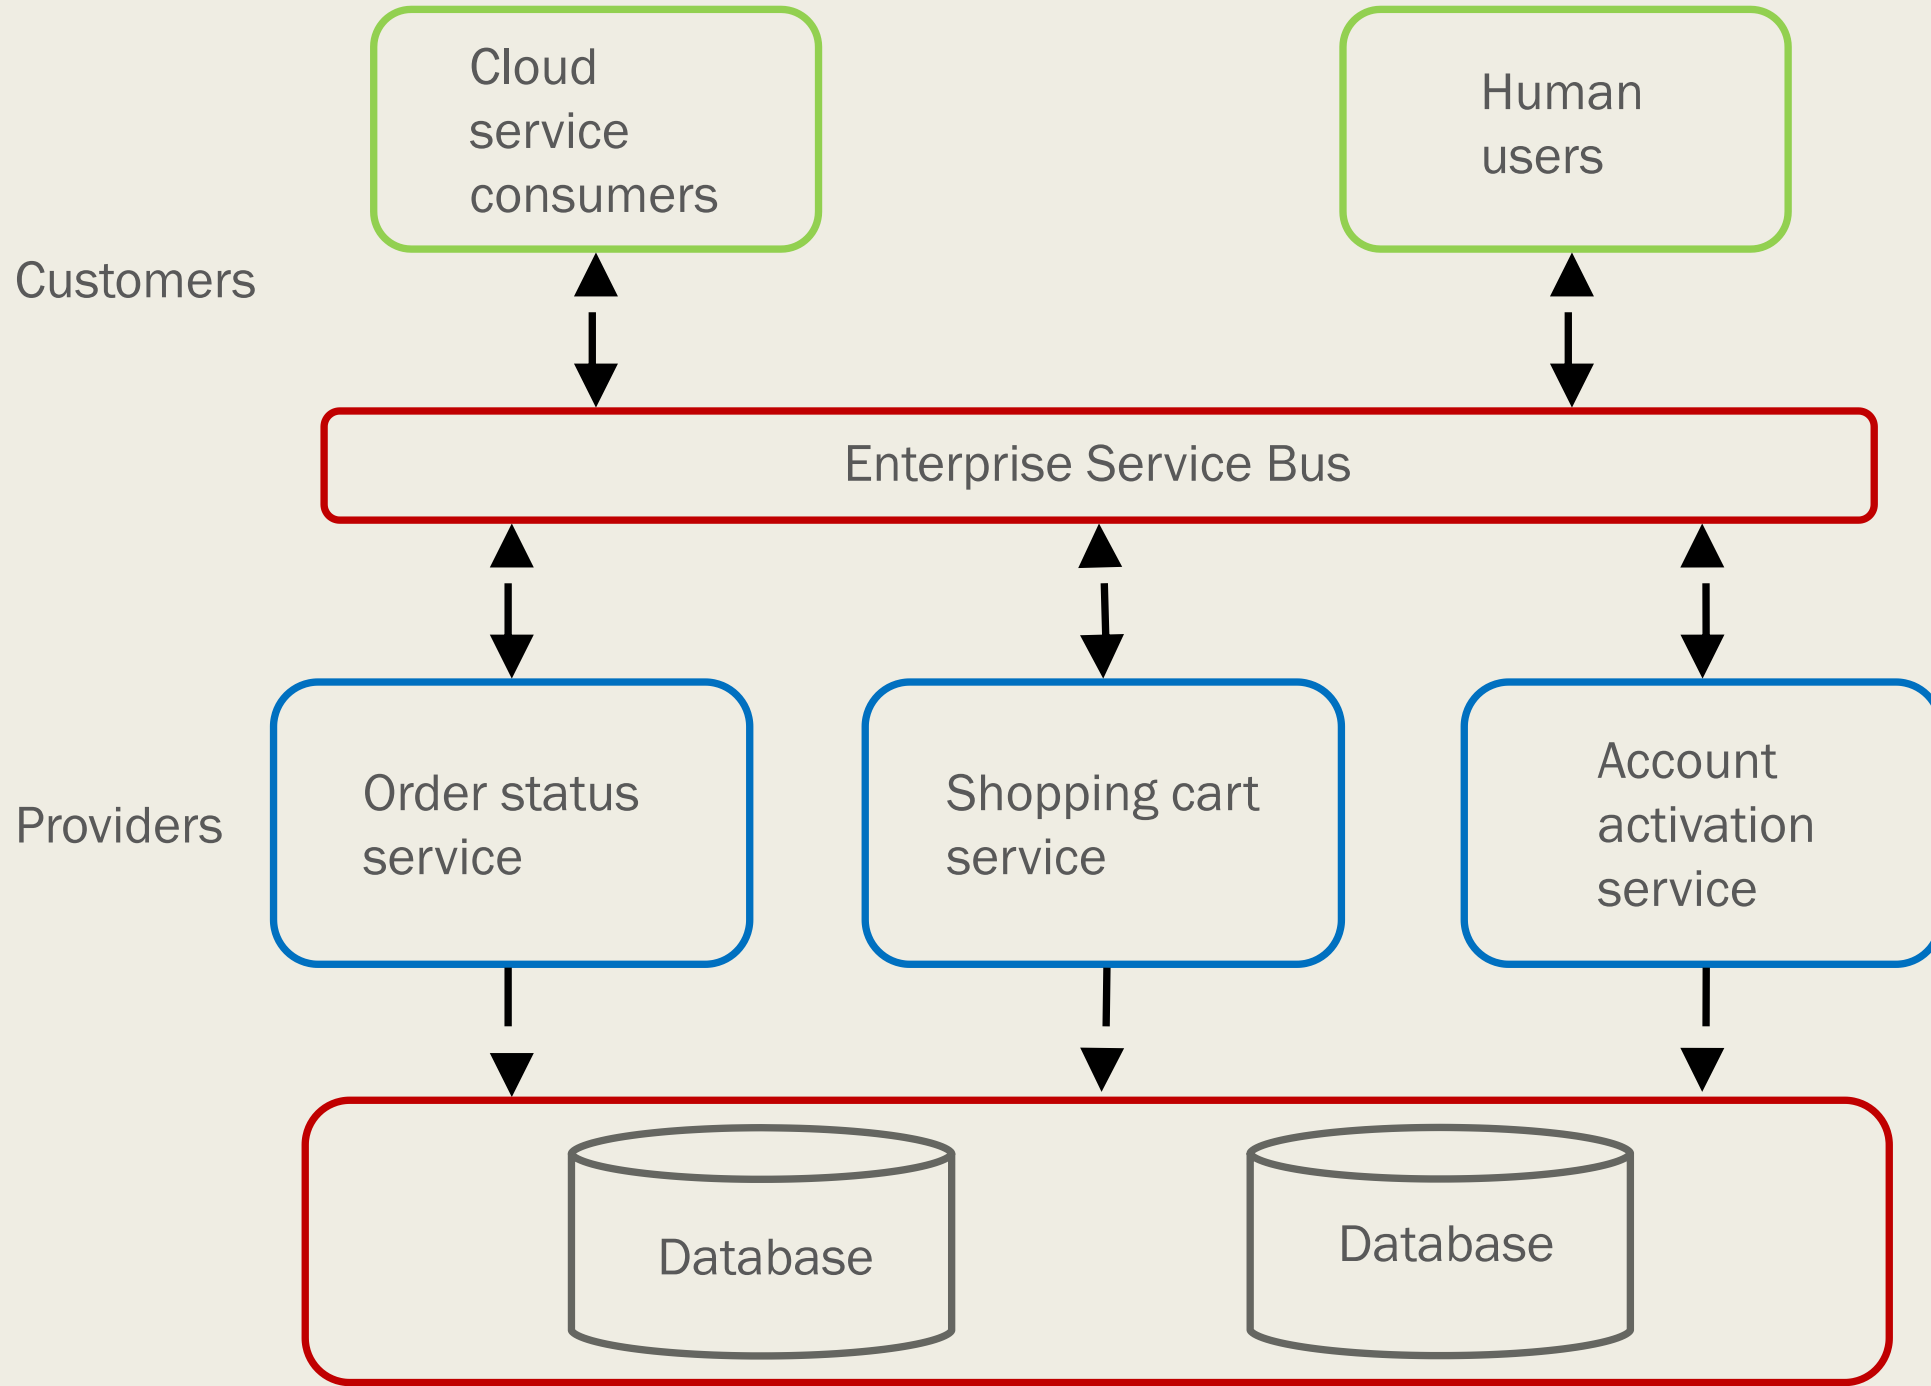 Cloud
service
consumers
Human
users
Customers
Enterprise Service Bus
Order status
service
Shopping cart
service
Account
activation
service
Providers
Database
Database